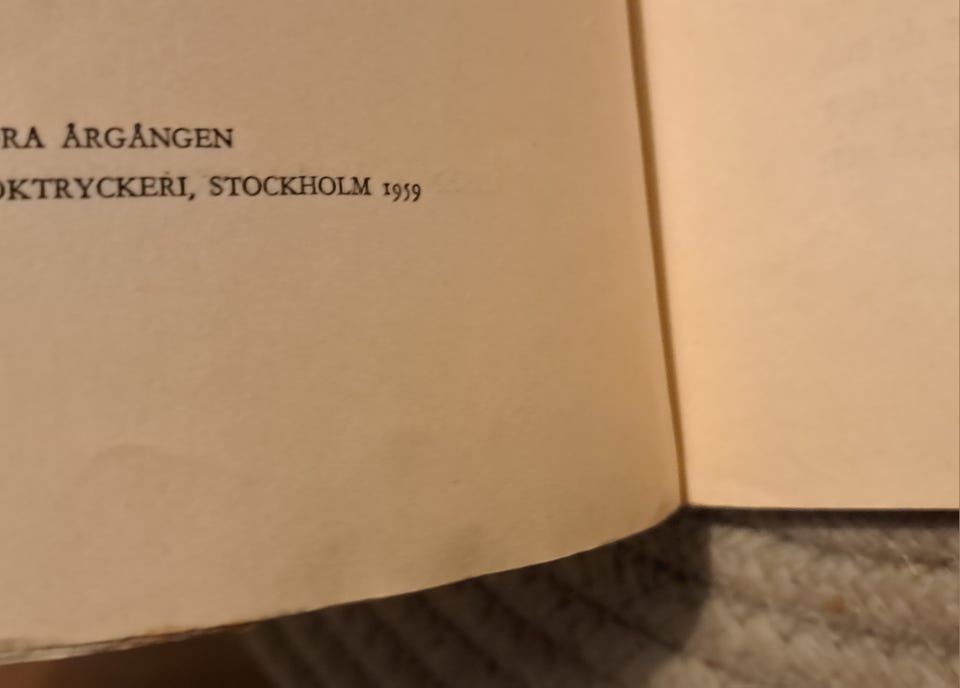 RA ÅRGÅNGEN
OKTRYCKERI, STOCKHOLM 1959